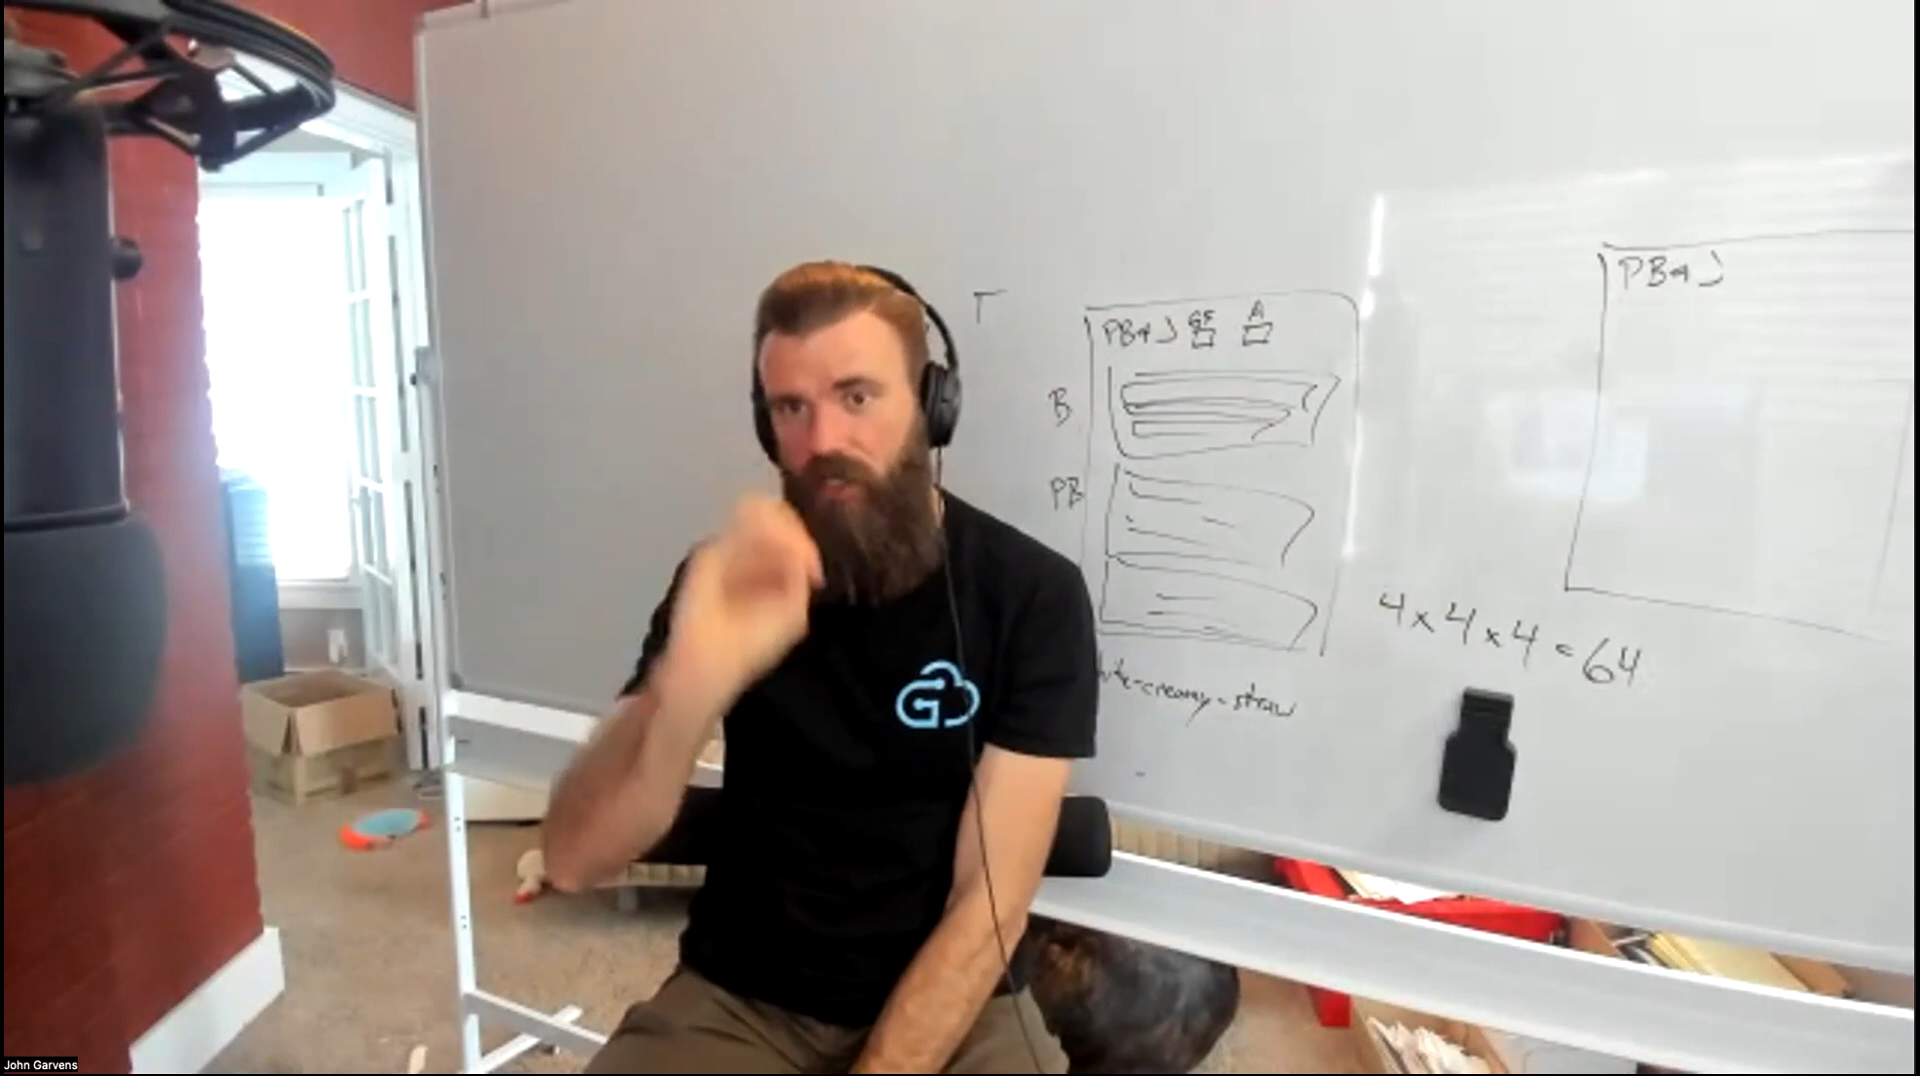 T
PB+J GF A
B
PB
-creamy-straw
4x4x4=64
PB+J
John Garvens